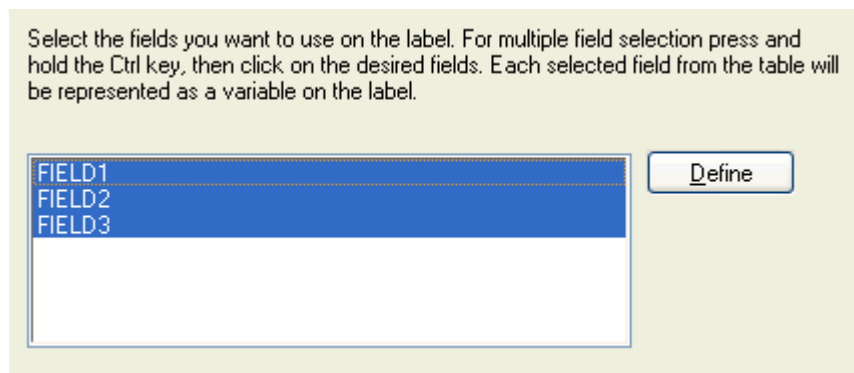 Select the fields you want to use on the label. For multiple field selection press and
hold the Ctrl key, then click on the desired fields. Each selected field from the table will
be represented as a variable on the label.
FIELD1
Define
FIELD2
FIELD3